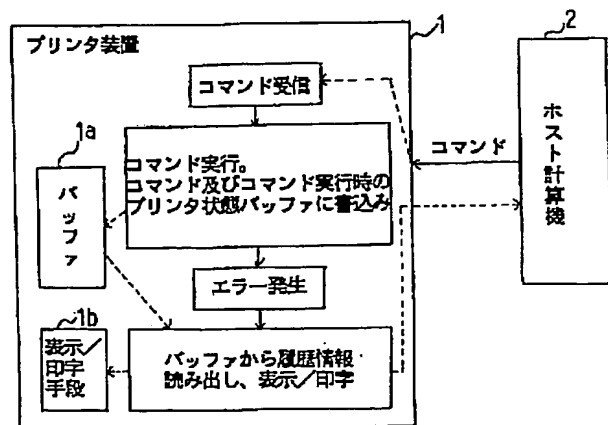 プリンタ装置
1
2
コマンド受信
1a
コマンド
ホスト計算機
コマンド実行。
コマンド及びコマンド実行時の
プリンタ状態バッファに書込み
バッファ
エラー発生
1b
表示/
印字
手段
バッファから履歴情報
読み出し、表示/印字